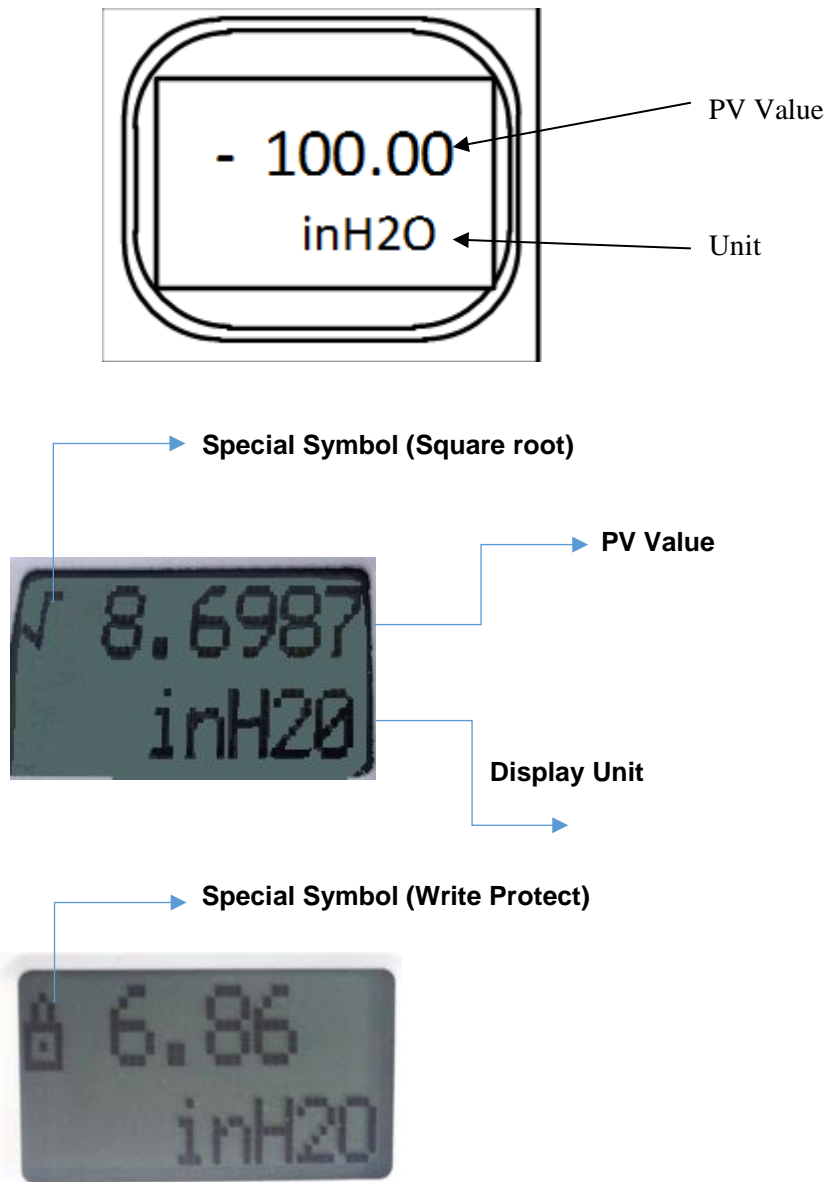 PV Value
- 100.00
inH2O
Unit
Special Symbol (Square root)
PV Value
√ 8.6987
inH20
Display Unit
Special Symbol (Write Protect)
6.86
inH2O